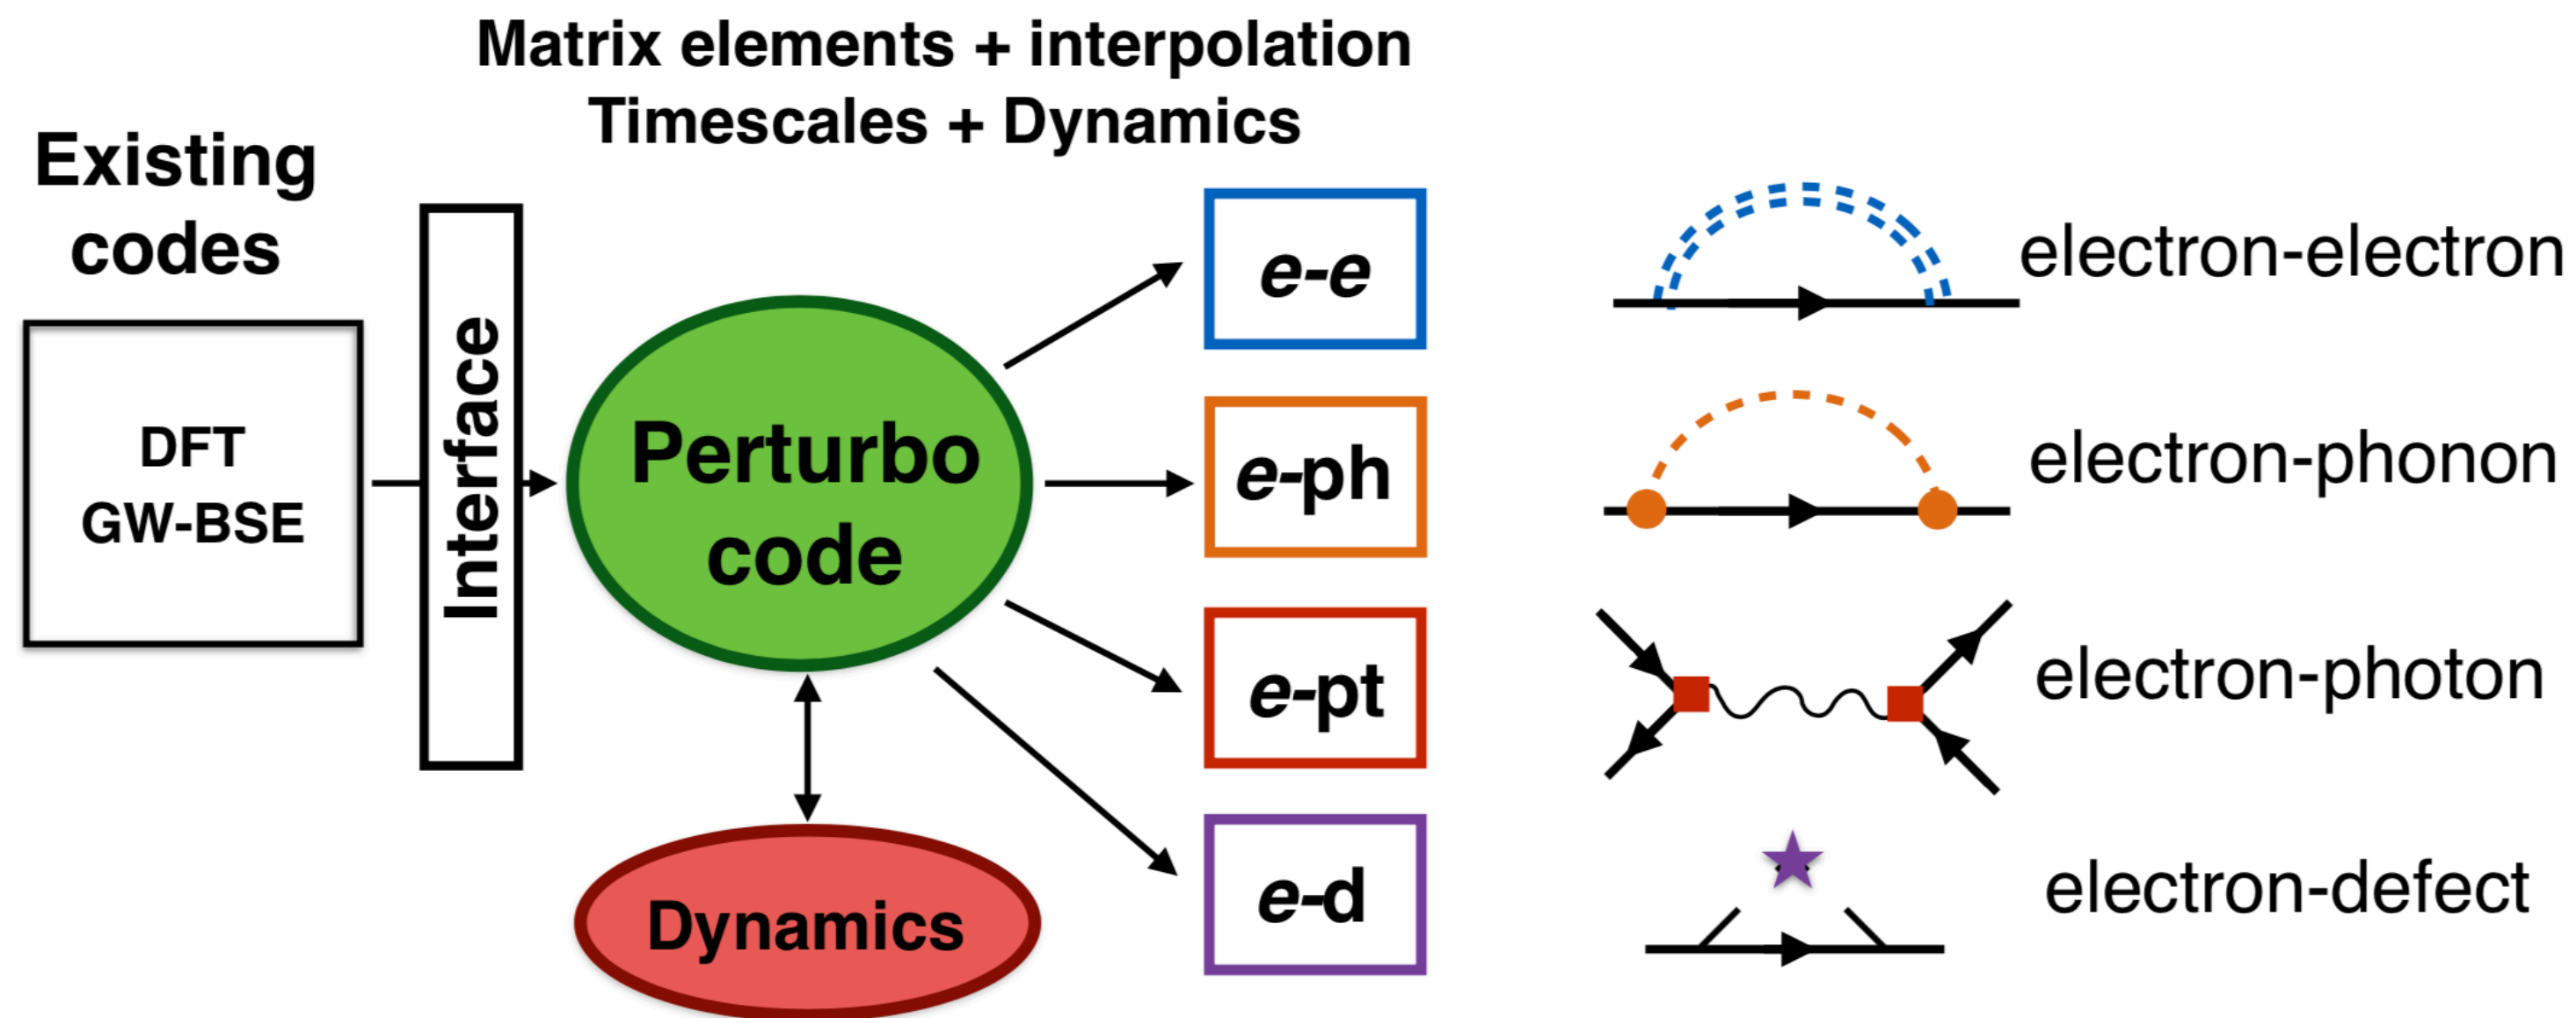 Matrix elements + interpolation
Timescales + Dynamics
Existing
codes
DFT
GW-BSE
Interface
Perturbo
code
Dynamics
e-e
electron-electron
e-ph
electron-phonon
e-pt
electron-photon
e-d
electron-defect